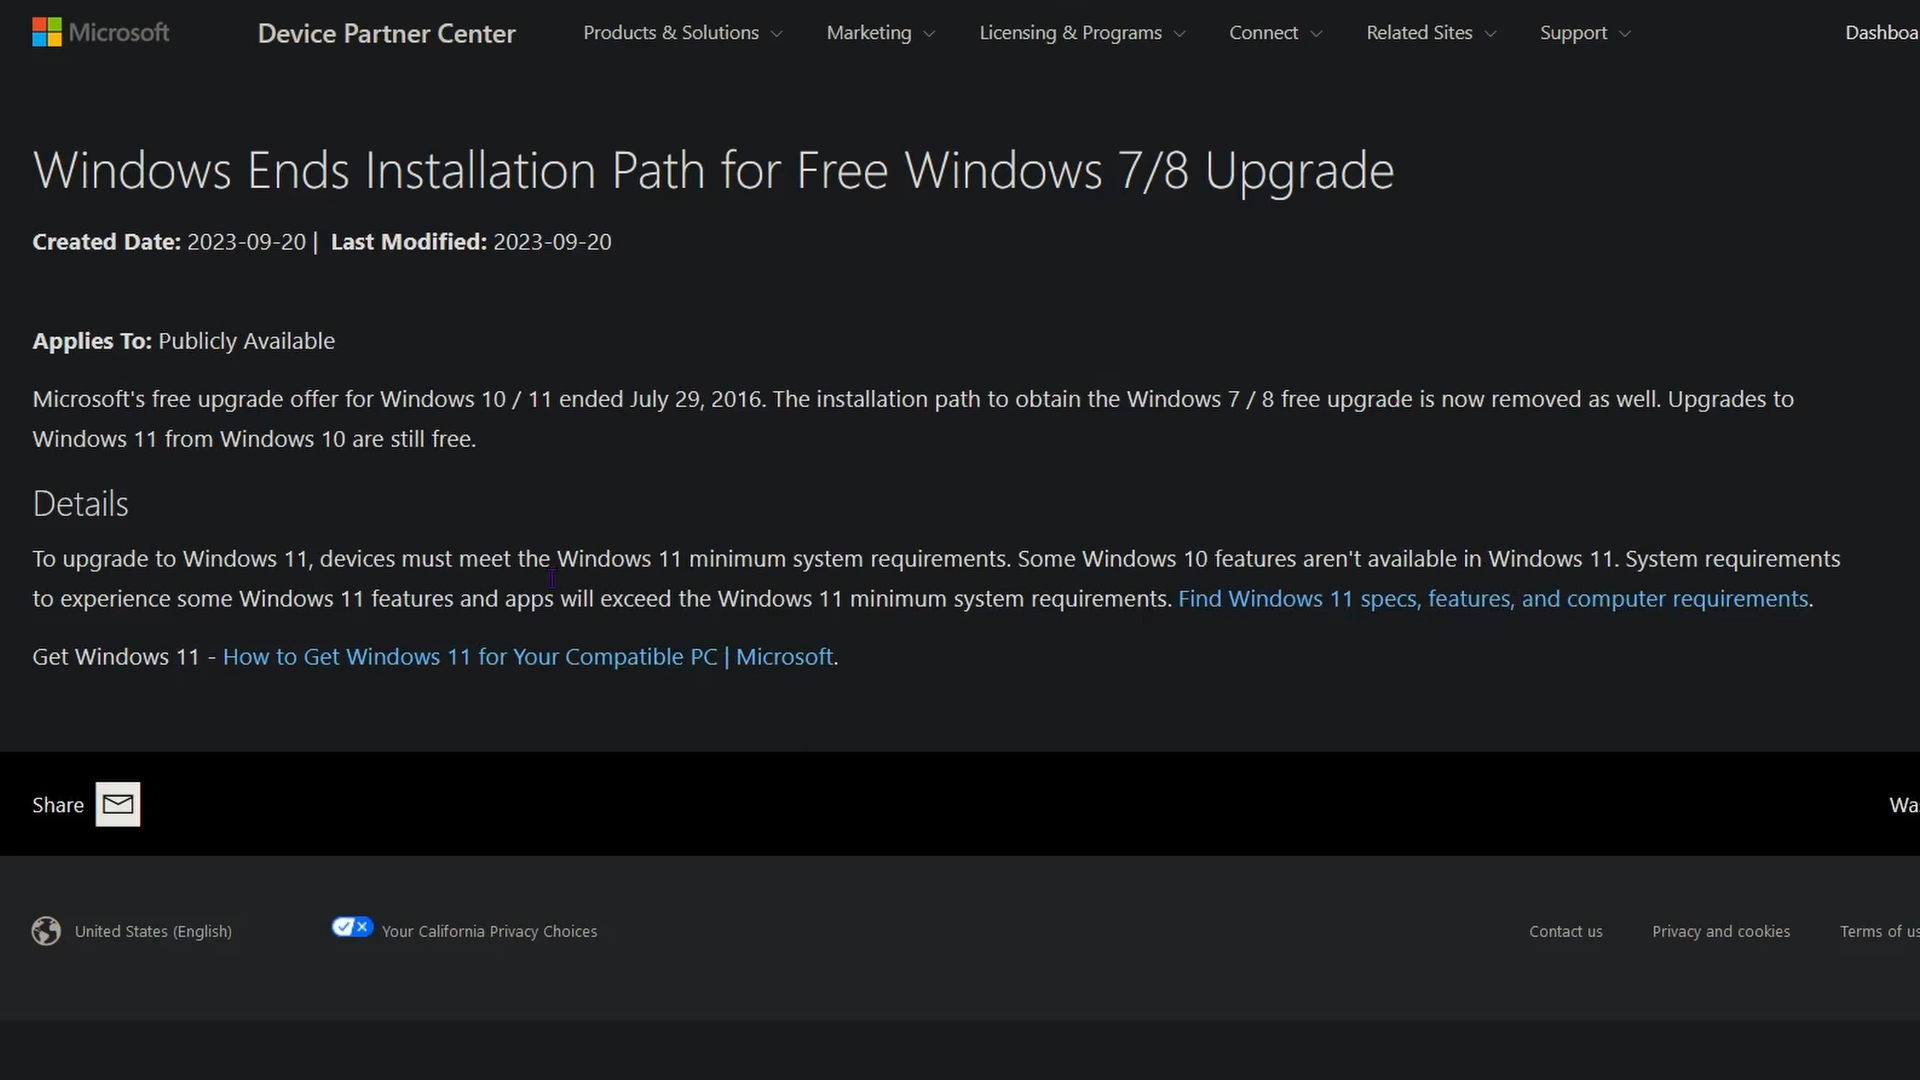 Microsoft Device Partner Center Products & Solutions Marketing Licensing & Programs Connect Related Sites Support Dashboa
Windows Ends Installation Path for Free Windows 7/8 Upgrade
Created Date: 2023-09-20 | Last Modified: 2023-09-20
Applies To: Publicly Available
Microsoft's free upgrade offer for Windows 10 / 11 ended July 29, 2016. The installation path to obtain the Windows 7 / 8 free upgrade is now removed as well. Upgrades to
Windows 11 from Windows 10 are still free.
Details
To upgrade to Windows 11, devices must meet the Windows 11 minimum system requirements. Some Windows 10 features aren't available in Windows 11. System requirements
to experience some Windows 11 features and apps will exceed the Windows 11 minimum system requirements. Find Windows 11 specs, features, and computer requirements.
Get Windows 11 - How to Get Windows 11 for Your Compatible PC | Microsoft.
Share Wa
United States (English) Your California Privacy Choices Contact us Privacy and cookies Terms of us